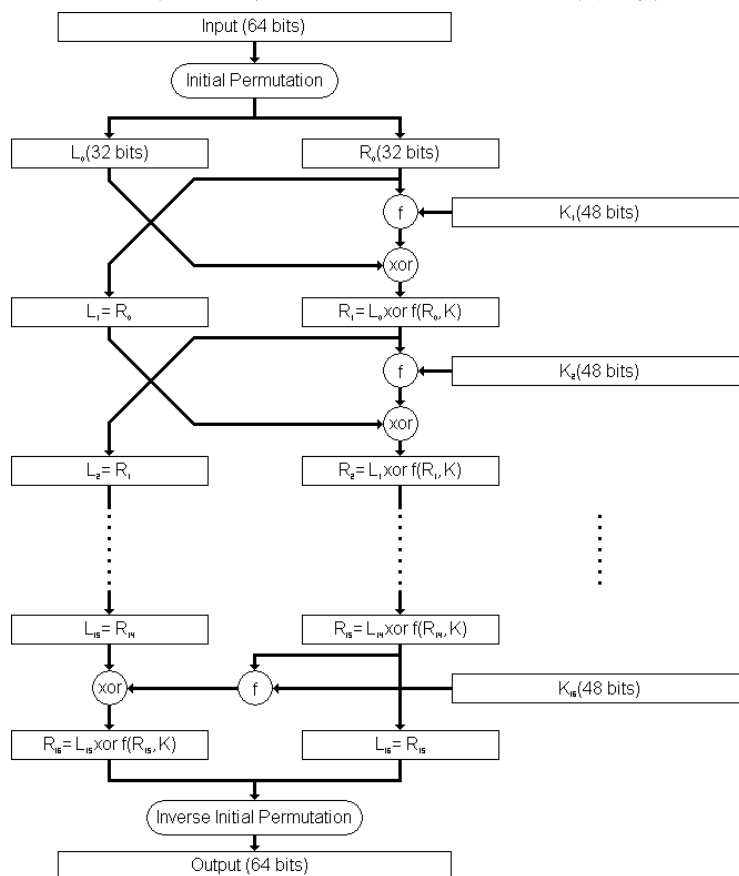 Input (64 bits)
Initial Permutation
L₀(32 bits)
R₀(32 bits)
f
K₁(48 bits)
xor
L₁= R₀
R₁= L₀xor f(R₀, K)
f
K₂(48 bits)
xor
L₂= R₁
R₂= L₁xor f(R₁, K)
L₁₅= R₁₄
R₁₅= L₁₄xor f(R₁₄, K)
xor
f
K₁₆(48 bits)
R₁₆= L₁₅xor f(R₁₅, K)
L₁₆= R₁₅
Inverse Initial Permutation
Output (64 bits)